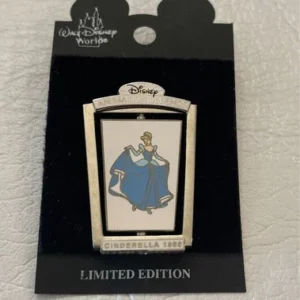 Walt Disney
World®
Disney
CINDERELLA 1950
LIMITED EDITION